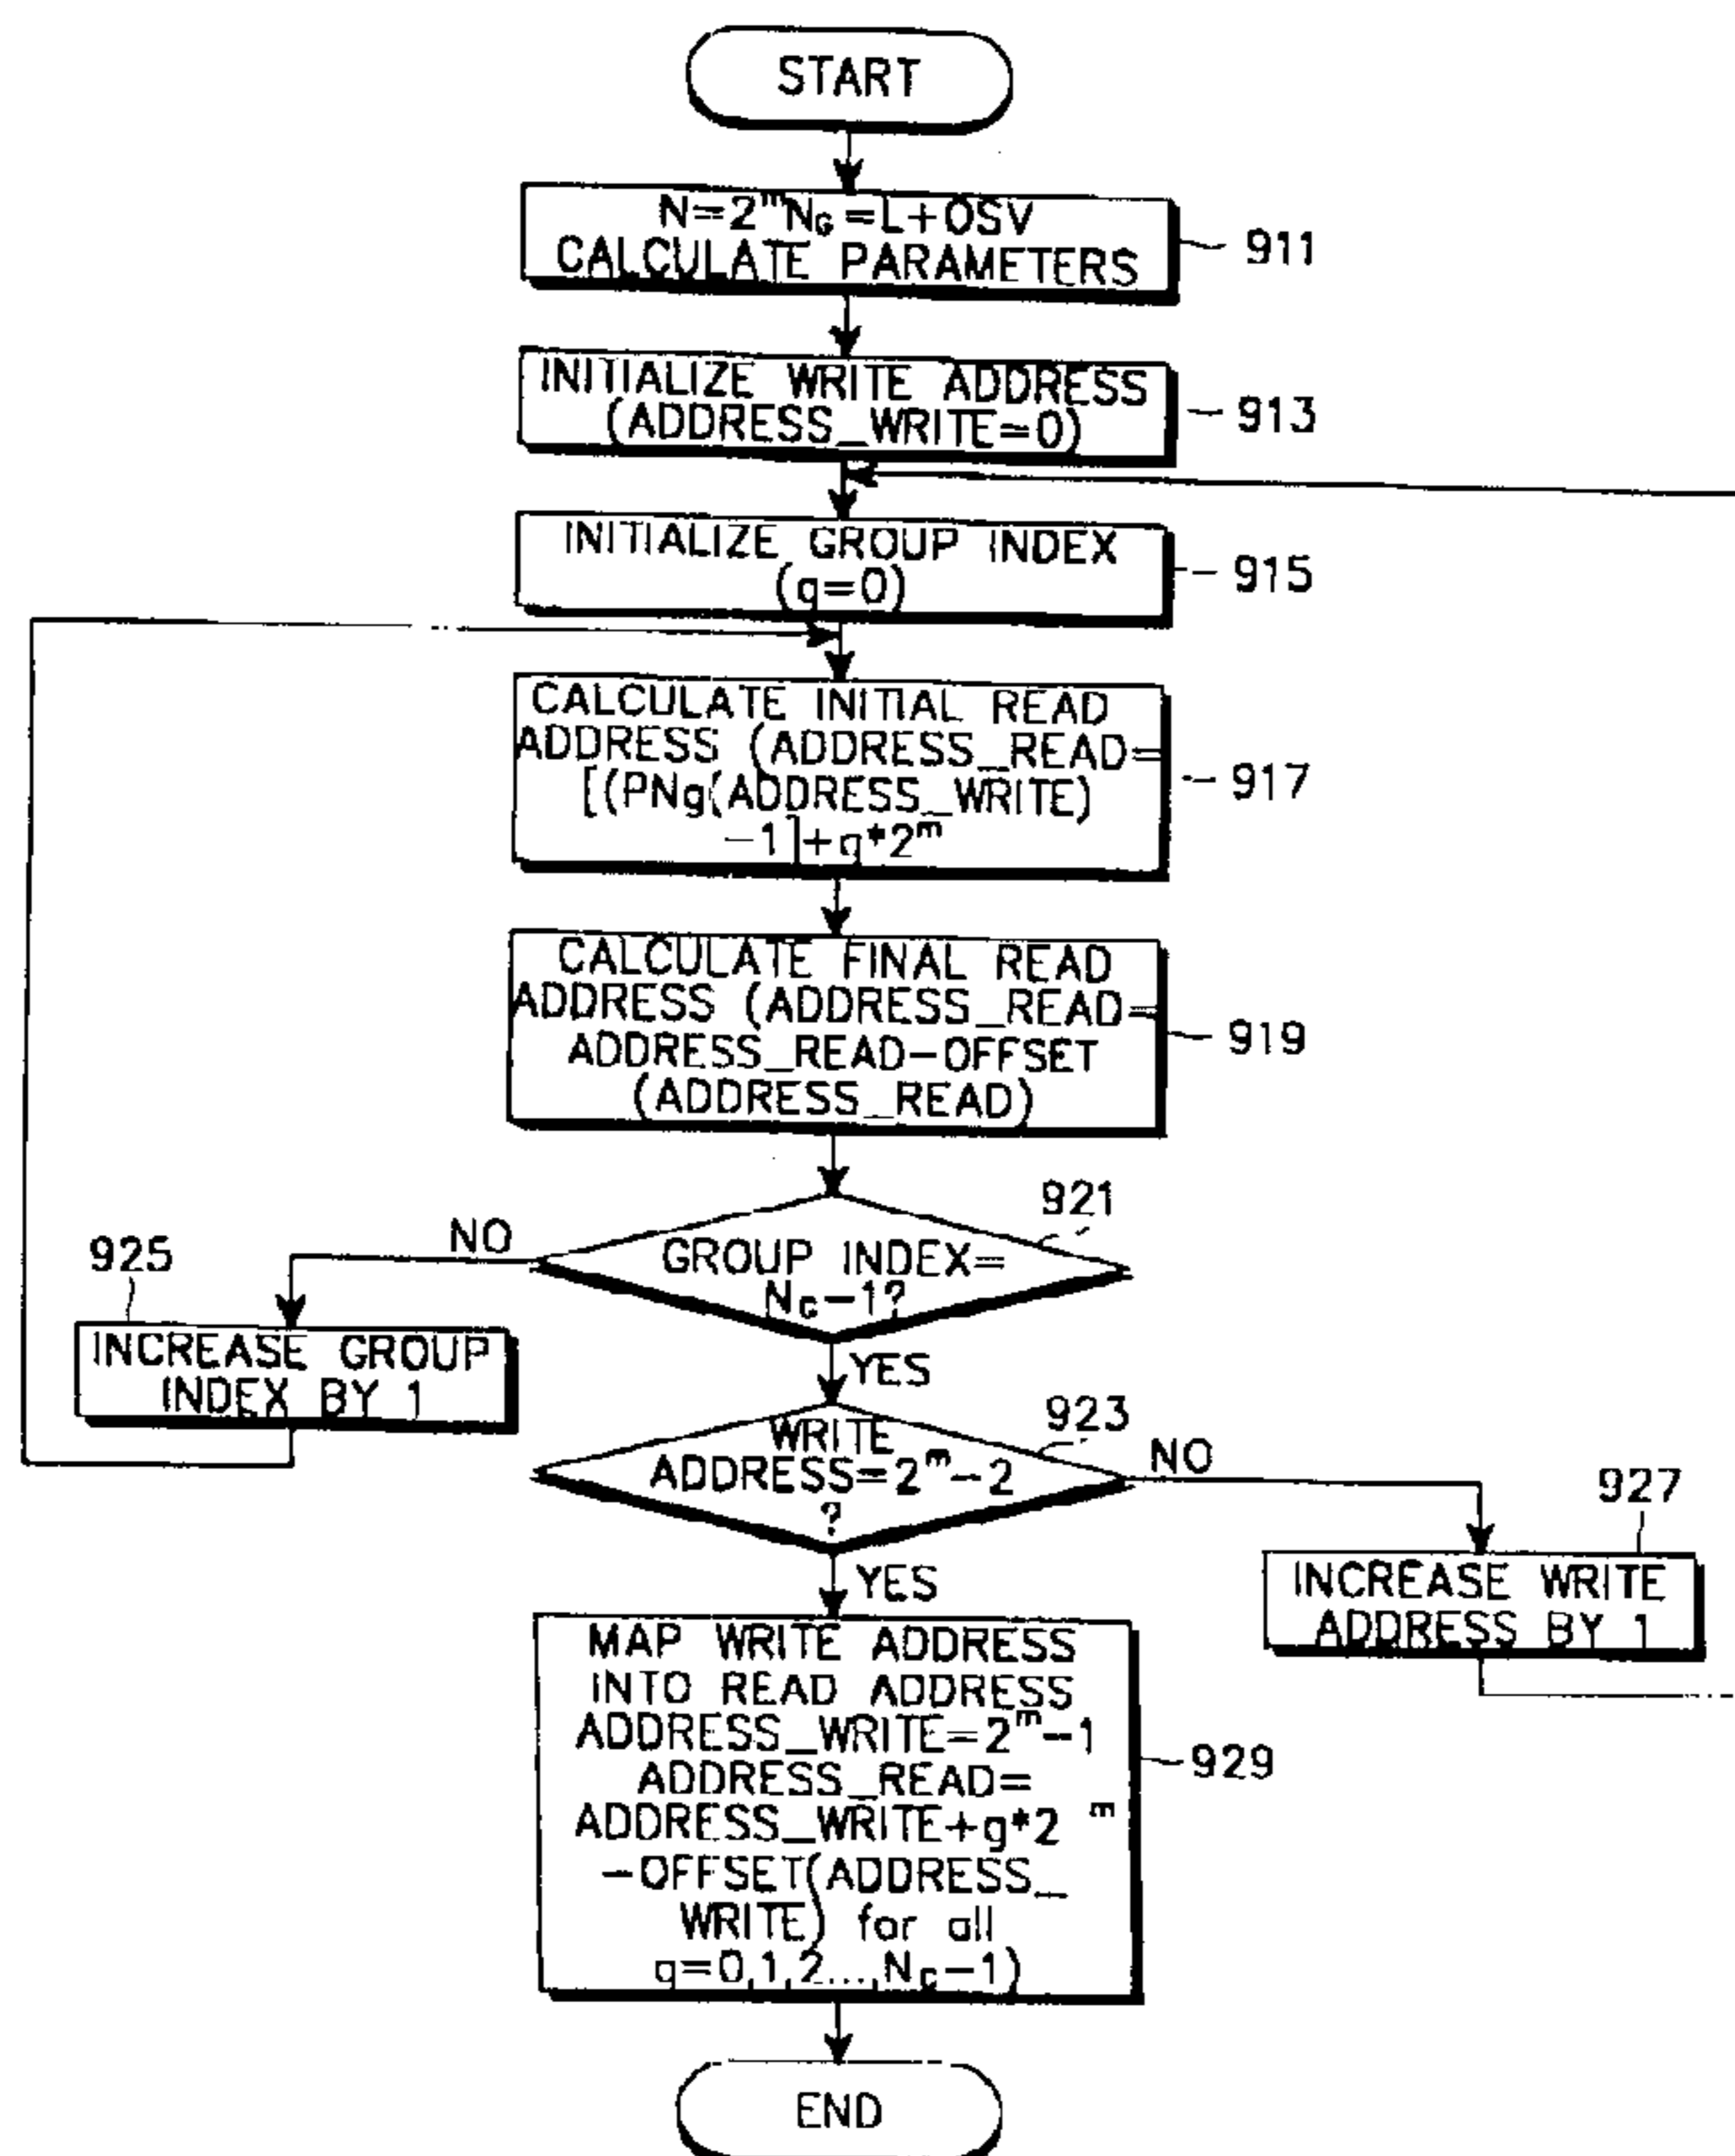 START
N=2^m N_G=L+OSV
CALCULATE PARAMETERS
911
INITIALIZE WRITE ADDRESS
(ADDRESS_WRITE=0)
913
INITIALIZE GROUP INDEX
(g=0)
915
CALCULATE INITIAL READ
ADDRESS (ADDRESS_READ=
[(PNg(ADDRESS_WRITE)
-1]+g*2^m
917
CALCULATE FINAL READ
ADDRESS (ADDRESS_READ=
ADDRESS_READ-OFFSET
(ADDRESS_READ)
919
921
GROUP INDEX=
N_G-1?
NO
925
INCREASE GROUP
INDEX BY 1
YES
923
WRITE
ADDRESS=2^m-2
?
NO
927
INCREASE WRITE
ADDRESS BY 1
YES
MAP WRITE ADDRESS
INTO READ ADDRESS
ADDRESS_WRITE=2^m-1
ADDRESS_READ=
ADDRESS_WRITE+g*2^m
-OFFSET(ADDRESS_
WRITE) for all
g=0,1,2...,N_G-1)
929
END